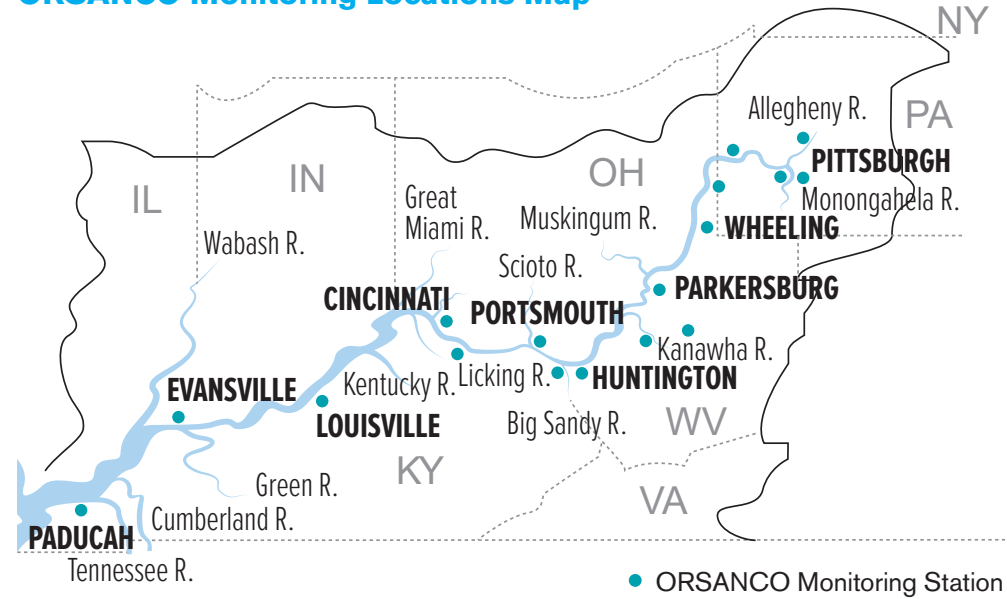 ORSANCO Monitoring Locations Map
NY
Allegheny R.
PA
PITTSBURGH
OH
IN
IL
Great
Miami R.
Muskingum R.
Monongahela R.
WHEELING
Wabash R.
Scioto R.
CINCINNATI
PORTSMOUTH
PARKERSBURG
Kanawha R.
EVANSVILLE
Kentucky R.
Licking R.
HUNTINGTON
LOUISVILLE
Big Sandy R.
WV
KY
Green R.
VA
Cumberland R.
PADUCAH
Tennessee R.
ORSANCO Monitoring Station